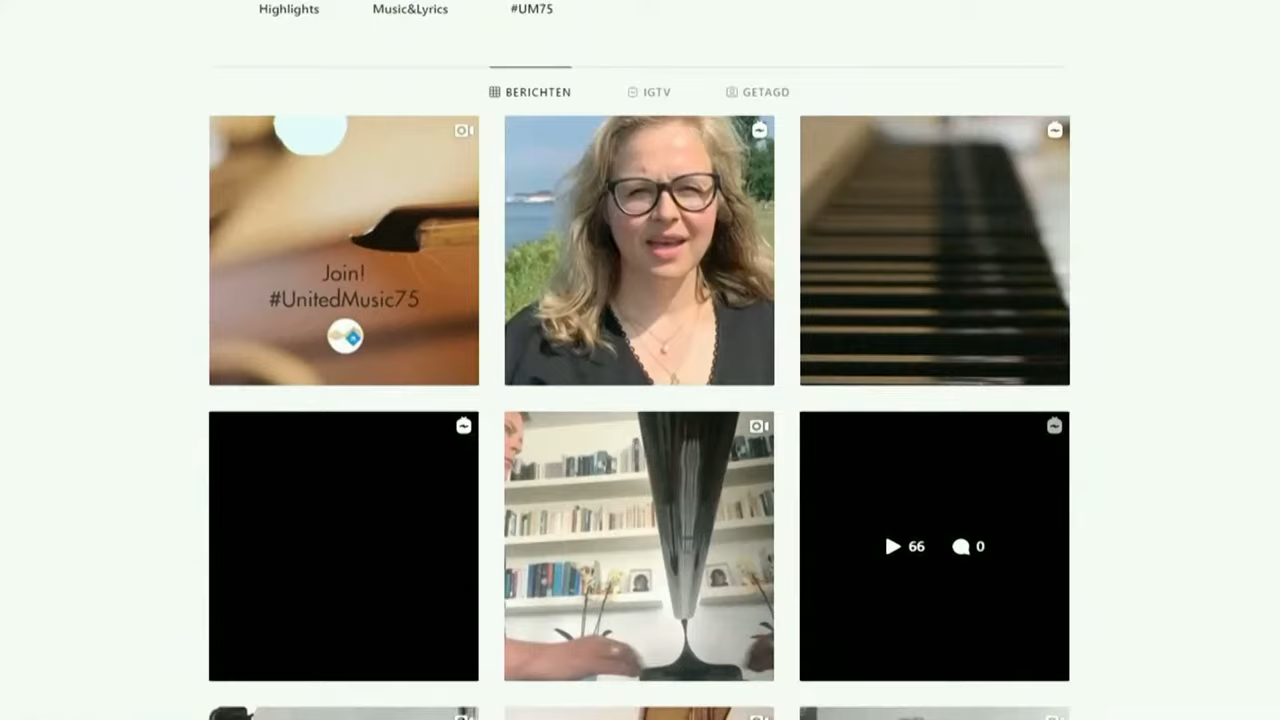 Highlights
Music&Lyrics
#UM75
BERICHTEN
IGTV
GETAGD
Join!
#UnitedMusic75
66
0